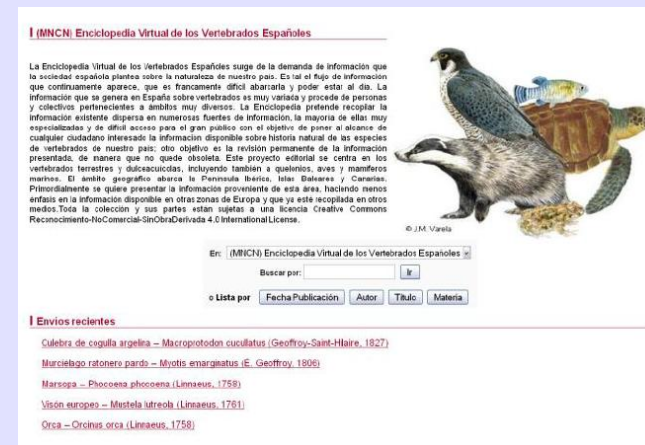 (MNCN) Enciclopedia Virtual de los Vertebrados Españoles
La Enciclopedia Virtual de los Vertebrados Españoles surge de la demanda de información que
la sociedad española plantea sobre la naturaleza de nuestro país. Es tal el flujo de información
que continuamente aparece, que es francamente difícil abarcarla y poder estar al día. La
información que se genera en España sobre vertebrados es muy variada y procede de personas
y colectivos pertenecientes a ámbitos muy diversos. La Enciclopedia pretende recopilar la
información existente dispersa en numerosas fuentes de información, la mayoría de ellas muy
especializadas y de difícil acceso para el gran público con el objetivo de poner al alcance de
cualquier ciudadano interesado la información disponible sobre historia natural de las especies
de vertebrados de nuestro país; otro objetivo es la revisión permanente de la información
presentada, de manera que no quede obsoleta. Este proyecto editorial se centra en los
vertebrados terrestres y dulceacuícolas, incluyendo también a quelonios, aves y mamíferos
marinos. El ámbito geográfico abarca la Península Ibérica, Islas Baleares y Canarias.
Primordialmente se quiere presentar la información proveniente de esta área, haciendo menos
énfasis en la información disponible en otras zonas de Europa y que ya esté recopilada en otros
medios.Toda la colección y sus partes están sujetas a una licencia Creative Commons
Reconocimiento-NoComercial-SinObraDerivada 4.0 International License.
© J.M. Varela
En: (MNCN) Enciclopedia Virtual de los Vertebrados Españoles
Buscar por: Ir
o Lista por Fecha Publicación Autor Título Materia
Envíos recientes
Culebra de cogulla argelina – Macroprotodon cucullatus (Geoffroy-Saint-Hilaire, 1827)
Murciélago ratonero pardo – Myotis emarginatus (E. Geoffroy, 1806)
Marsopa – Phocoena phocoena (Linnaeus, 1758)
Visón europeo – Mustela lutreola (Linnaeus, 1761)
Orca – Orcinus orca (Linnaeus, 1758)